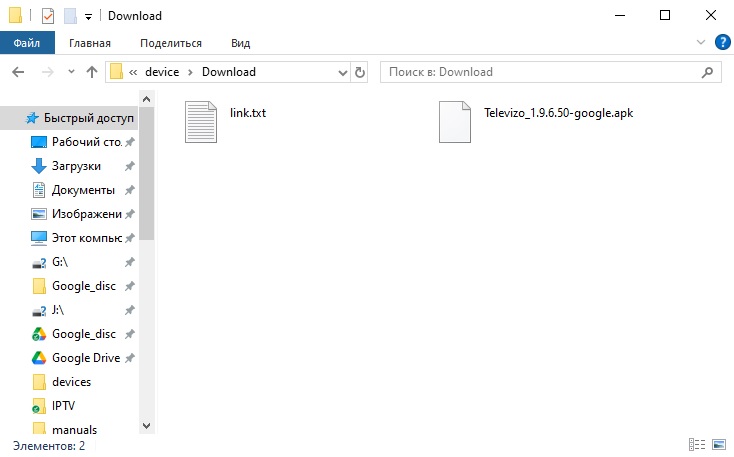 Download
Файл
Главная
Поделиться
Вид
« device > Download
Поиск в: Download
Быстрый доступ
Рабочий сто.
Загрузки
Документы
Изображени
Этот компьк
G:\
Google_disc
J:\
Google_disc
Google Drive
devices
IPTV
manuals
link.txt
Televizo_1.9.6.50-google.apk
Элементов: 2